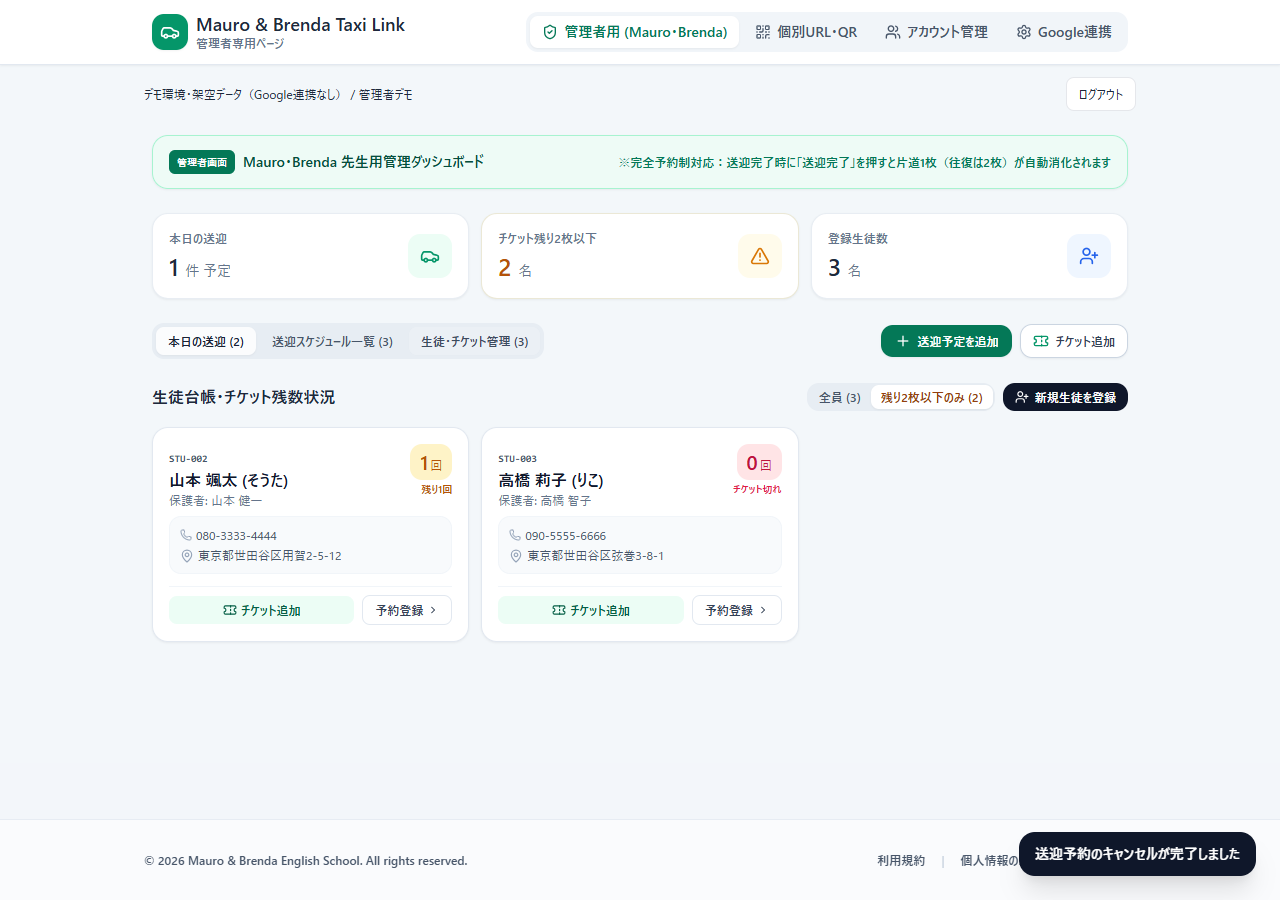 Mauro & Brenda Taxi Link
管理者専用ページ
管理者用 (Mauro・Brenda)
個別URL・QR
アカウント管理
Google連携
デモ環境・架空データ（Google連携なし） / 管理者デモ
ログアウト
管理者画面
Mauro・Brenda 先生用管理ダッシュボード
※完全予約制対応：送迎完了時に「送迎完了」を押すと片道1枚（往復は2枚）が自動消化されます
本日の送迎
1 件 予定
チケット残り2枚以下
2 名
登録生徒数
3 名
本日の送迎 (2)
送迎スケジュール一覧 (3)
生徒・チケット管理 (3)
送迎予定を追加
チケット追加
生徒台帳・チケット残数状況
全員 (3)
残り2枚以下のみ (2)
新規生徒を登録
STU-002
山本 颯太 (そうた)
保護者: 山本 健一
1回
残り1回
080-3333-4444
東京都世田谷区用賀2-5-12
チケット追加
予約登録
STU-003
高橋 莉子 (りこ)
保護者: 高橋 智子
0回
チケット切れ
090-5555-6666
東京都世田谷区弦巻3-8-1
チケット追加
予約登録
© 2026 Mauro & Brenda English School. All rights reserved.
利用規約
|
個人情報の
送迎予約のキャンセルが完了しました